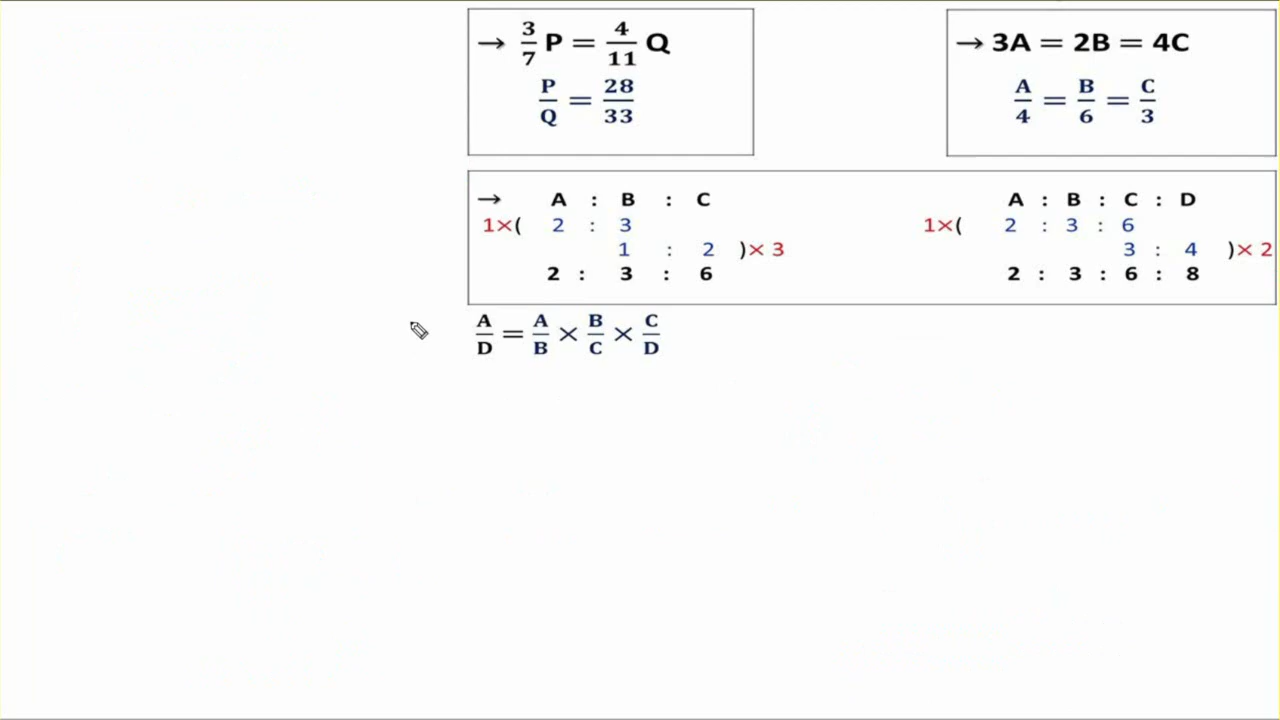 → 3/7 P = 4/11 Q
P/Q = 28/33
→ 3A = 2B = 4C
A/4 = B/6 = C/3
→ A : B : C
1×( 2 : 3
1 : 2 )× 3
2 : 3 : 6
A : B : C : D
1×( 2 : 3 : 6
3 : 4 )× 2
2 : 3 : 6 : 8
A/D = A/B × B/C × C/D